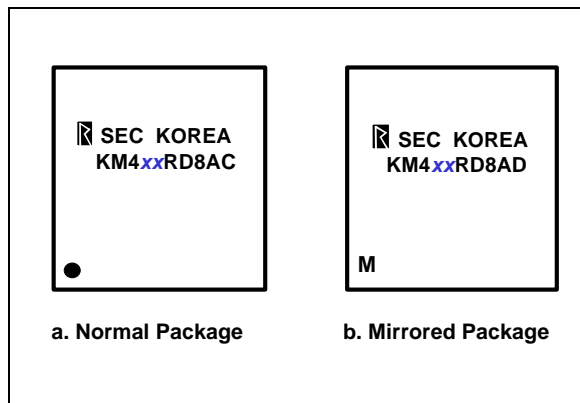 SEC KOREA
KM4xxRD8AC
SEC KOREA
KM4xxRD8AD
M
a. Normal Package
b. Mirrored Package